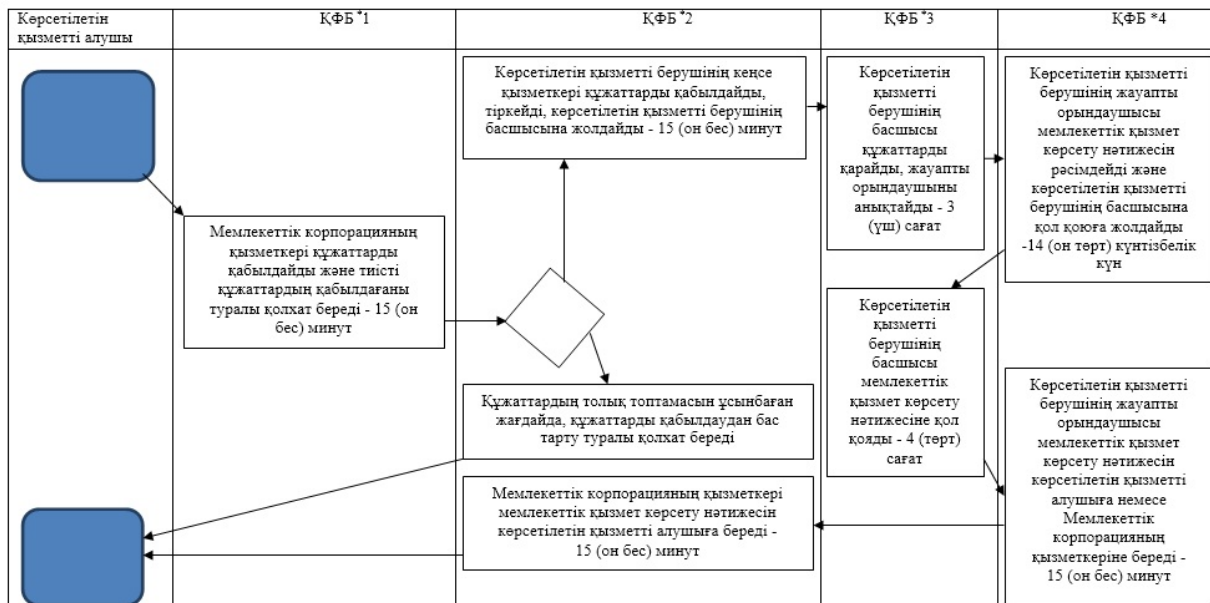 Көрсетілетін
қызметті алушы
ҚФБ *1
ҚФБ *2
ҚФБ *3
ҚФБ *4
Мемлекеттік корпорацияның
қызметкері құжаттарды
қабылдайды және тиісті
құжаттардың қабылдағаны
туралы қолхат береді - 15 (он
бес) минут
Көрсетілетін қызметті берушінің кеңсе
қызметкері құжаттарды қабылдайды,
тіркейді, көрсетілетін қызметті берушінің
басшысына жолдайды - 15 (он бес) минут
Құжаттардың толық топтамасын ұсынбаған
жағдайда, құжаттарды қабылдаудан бас
тарту туралы қолхат береді
Мемлекеттік корпорацияның қызметкері
мемлекеттік қызмет көрсету нәтижесін
көрсетілетін қызметті алушыға береді -
15 (он бес) минут
Көрсетілетін
қызметті
берушінің
басшысы
құжаттарды
қарайды, жауапты
орындаушыны
анықтайды - 3
(үш) сағат
Көрсетілетін
қызметті
берушінің
басшысы
мемлекеттік
қызмет көрсету
нәтижесіне қол
қояды - 4 (төрт)
сағат
Көрсетілетін қызметті
берушінің жауапты
орындаушысы
мемлекеттік қызмет
көрсету нәтижесін
рәсімдейді және
көрсетілетін қызметті
берушінің басшысына
қол қоюға жолдайды
-14 (он төрт) күнтізбелік
күн
Көрсетілетін қызметті
берушінің жауапты
орындаушысы
мемлекеттік қызмет
көрсету нәтижесін
көрсетілетін қызметті
алушыға немесе
Мемлекеттік
корпорацияның
қызметкеріне береді -
15 (он бес) минут